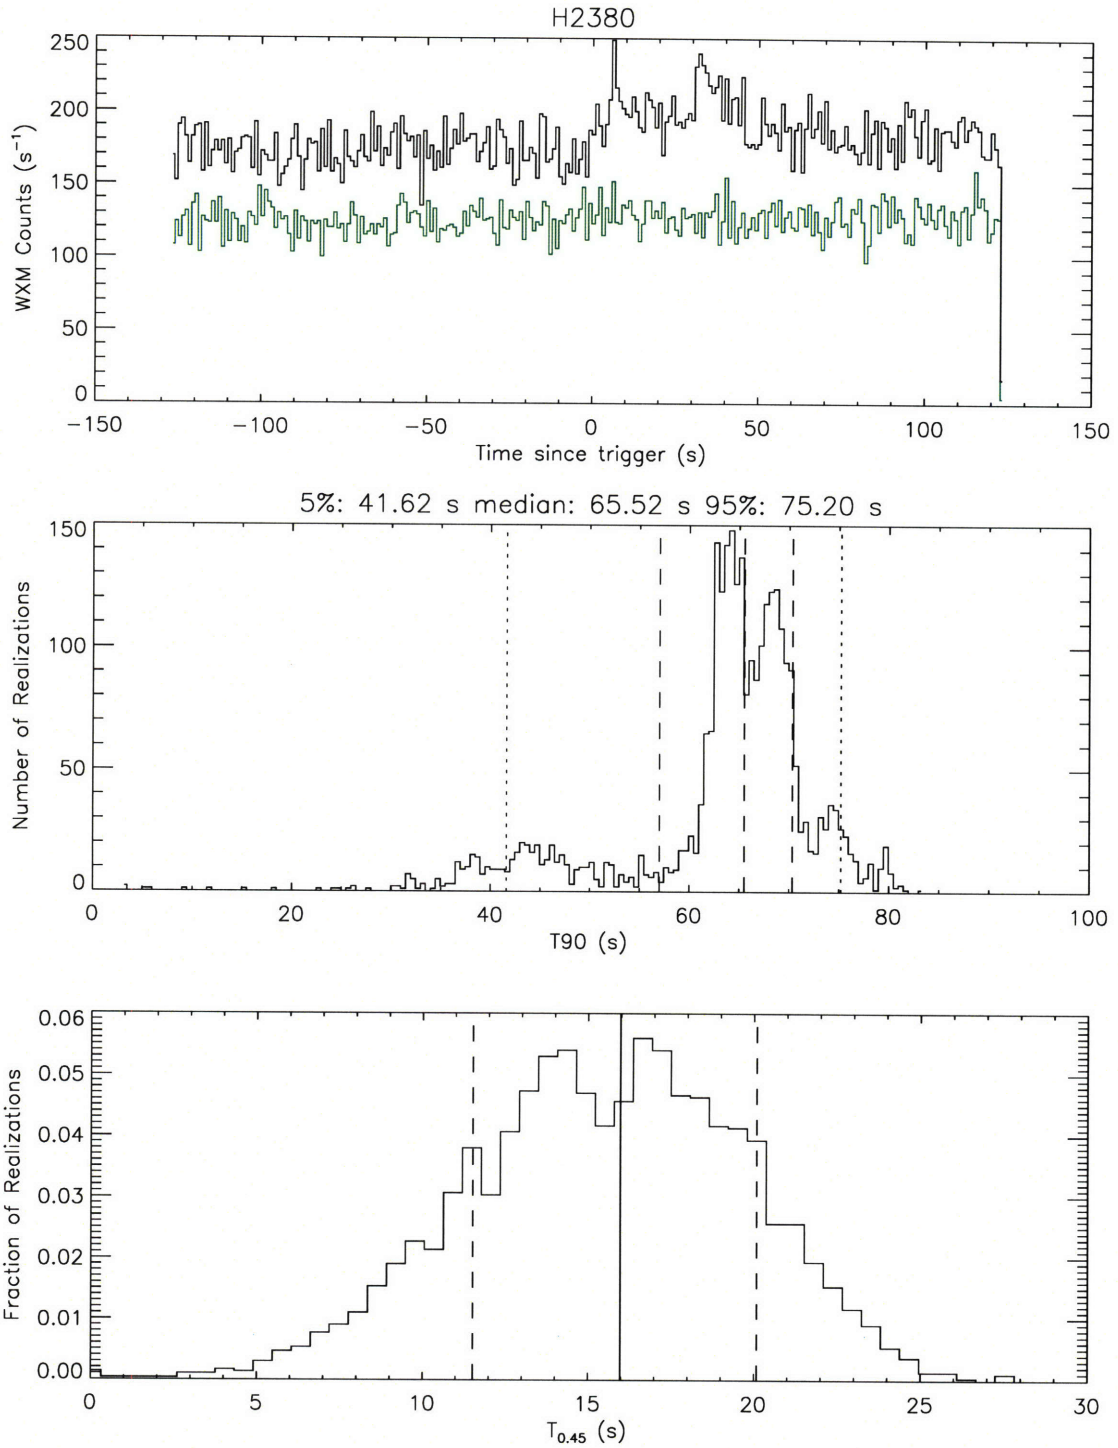 H2380
250
200
150
100
50
0
WXM Counts (s⁻¹)
−150 −100 −50 0 50 100 150
Time since trigger (s)
5%: 41.62 s median: 65.52 s 95%: 75.20 s
150
100
50
0
Number of Realizations
0 20 40 60 80 100
T90 (s)
0.06
0.05
0.04
0.03
0.02
0.01
0.00
Fraction of Realizations
0 5 10 15 20 25 30
T₀.₄₅ (s)